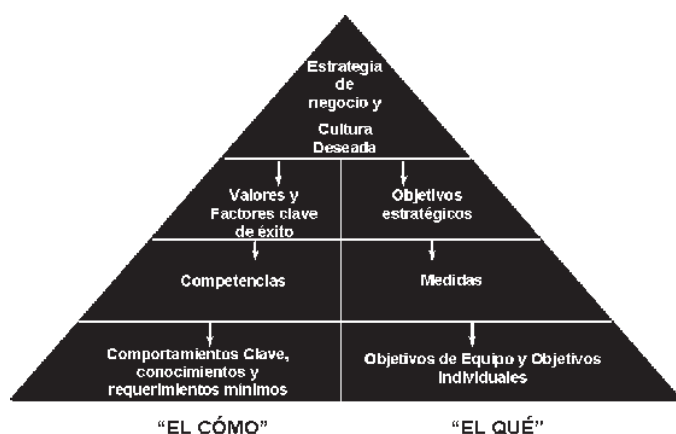 Estrategia
de
negocio y
Cultura
Deseada
Valores y
Factores clave
de éxito
Objetivos
estratégicos
Competencias
Medidas
Comportamientos Clave,
conocimientos y
requerimientos mínimos
Objetivos de Equipo y Objetivos
Individuales
“EL CÓMO”
“EL QUÉ”